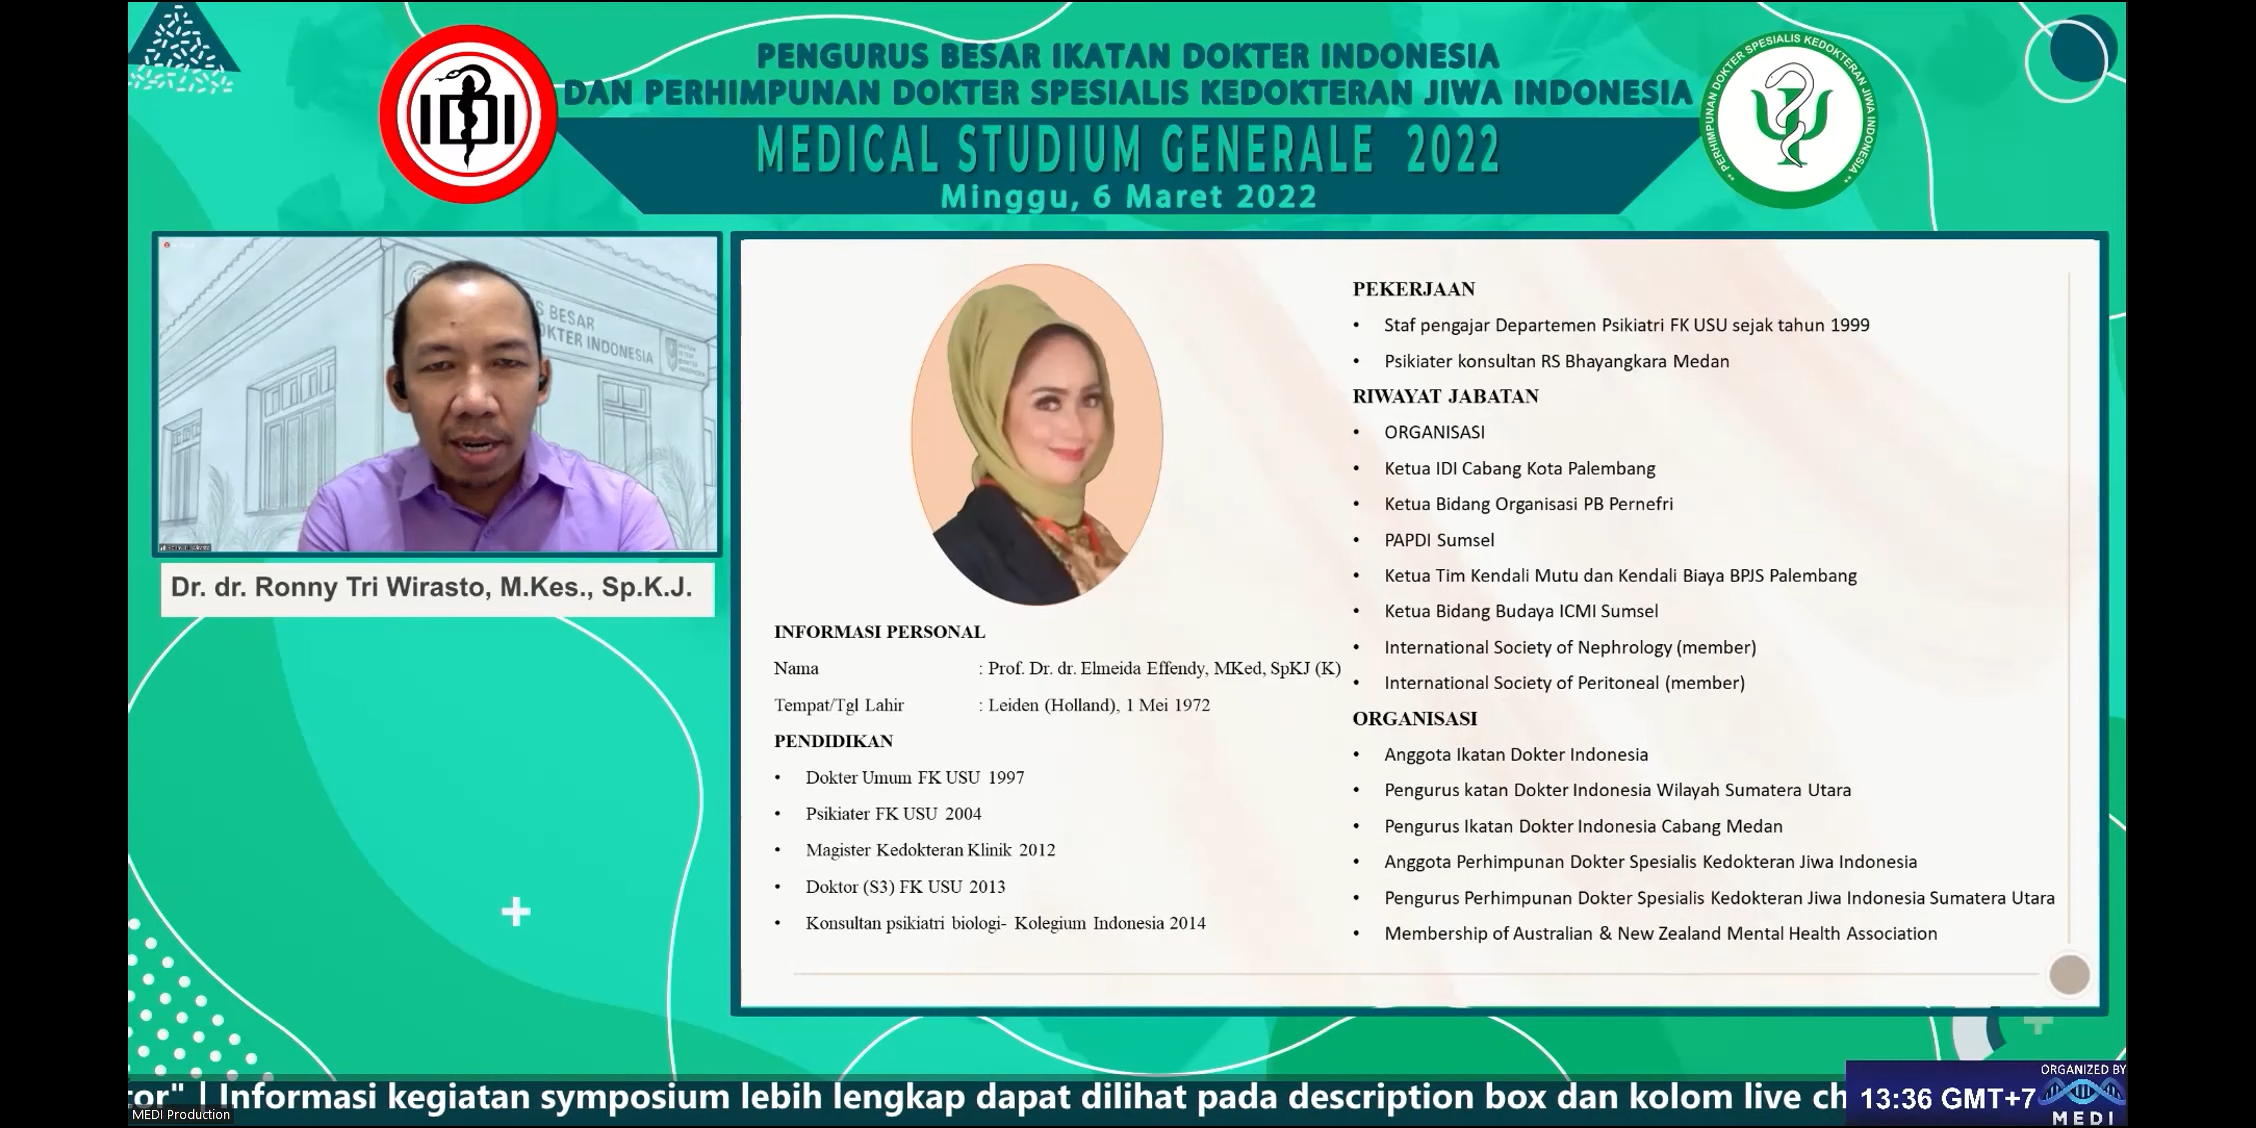 PENGURUS BESAR IKATAN DOKTER INDONESIA
DAN PERHIMPUNAN DOKTER SPESIALIS KEDOKTERAN JIWA INDONESIA
MEDICAL STUDIUM GENERALE 2022
Minggu, 6 Maret 2022
IDI
** PERHIMPUNAN DOKTER SPESIALIS KEDOKTERAN JIWA INDONESIA **
S BESAR
OKTER INDONESIA
Dr. dr. Ronny Tri Wirasto, M.Kes., Sp.K.J.
INFORMASI PERSONAL
Nama : Prof. Dr. dr. Elmeida Effendy, MKed, SpKJ (K)
Tempat/Tgl Lahir : Leiden (Holland), 1 Mei 1972
PENDIDIKAN
• Dokter Umum FK USU 1997
• Psikiater FK USU 2004
• Magister Kedokteran Klinik 2012
• Doktor (S3) FK USU 2013
• Konsultan psikiatri biologi- Kolegium Indonesia 2014
PEKERJAAN
• Staf pengajar Departemen Psikiatri FK USU sejak tahun 1999
• Psikiater konsultan RS Bhayangkara Medan
RIWAYAT JABATAN
• ORGANISASI
• Ketua IDI Cabang Kota Palembang
• Ketua Bidang Organisasi PB Pernefri
• PAPDI Sumsel
• Ketua Tim Kendali Mutu dan Kendali Biaya BPJS Palembang
• Ketua Bidang Budaya ICMI Sumsel
• International Society of Nephrology (member)
• International Society of Peritoneal (member)
ORGANISASI
• Anggota Ikatan Dokter Indonesia
• Pengurus katan Dokter Indonesia Wilayah Sumatera Utara
• Pengurus Ikatan Dokter Indonesia Cabang Medan
• Anggota Perhimpunan Dokter Spesialis Kedokteran Jiwa Indonesia
• Pengurus Perhimpunan Dokter Spesialis Kedokteran Jiwa Indonesia Sumatera Utara
• Membership of Australian & New Zealand Mental Health Association
tor" | Informasi kegiatan symposium lebih lengkap dapat dilihat pada description box dan kolom live ch
MEDI Production
13:36 GMT+7
ORGANIZED BY
MEDI